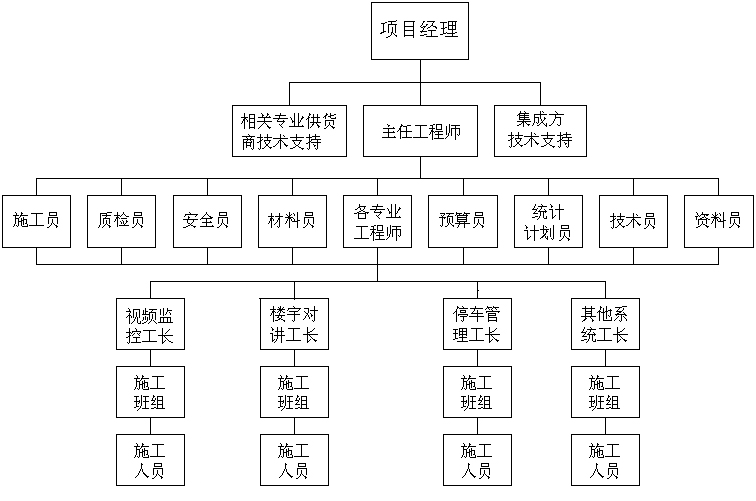 项目经理
相关专业供货
商技术支持
主任工程师
集成方
技术支持
施工员
质检员
安全员
材料员
各专业
工程师
预算员
统计
计划员
技术员
资料员
视频监
控工长
楼宇对
讲工长
停车管
理工长
其他系
统工长
施工
班组
施工
班组
施工
班组
施工
班组
施工
人员
施工
人员
施工
人员
施工
人员